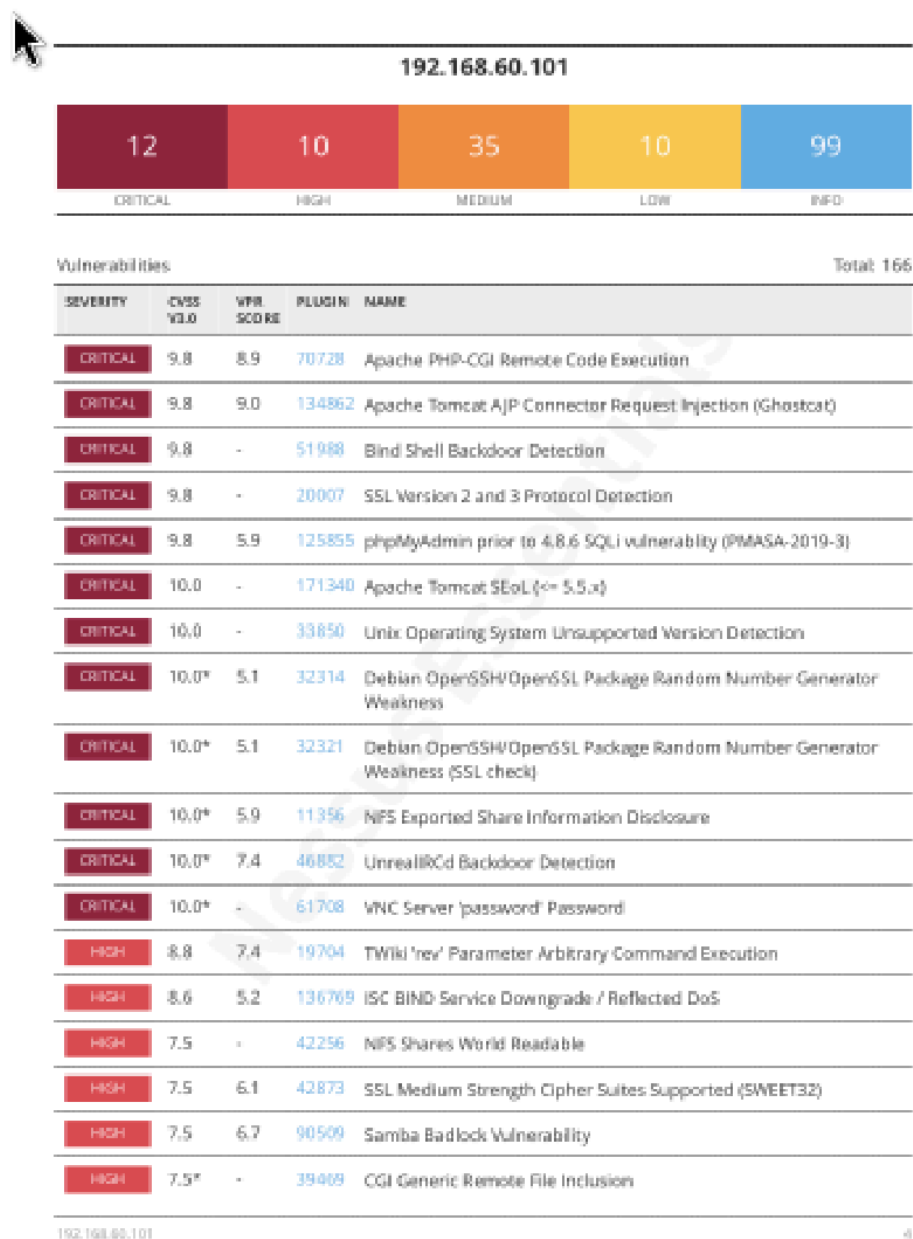 192.168.60.101
12 10 35 10 99
CRITICAL HIGH MEDIUM LOW INFO
Vulnerabilities Total: 166
SEVERITY CVSS V3.0 VPR SCORE PLUGIN NAME
CRITICAL 9.8 8.9 70728 Apache PHP-CGI Remote Code Execution
CRITICAL 9.8 9.0 134862 Apache Tomcat AJP Connector Request Injection (Ghostcat)
CRITICAL 9.8 - 51988 Bind Shell Backdoor Detection
CRITICAL 9.8 - 20007 SSL Version 2 and 3 Protocol Detection
CRITICAL 9.8 5.9 125855 phpMyAdmin prior to 4.8.6 SQLi vulnerablity (PMASA-2019-3)
CRITICAL 10.0 - 171340 Apache Tomcat SEoL (<= 5.5.x)
CRITICAL 10.0 - 33850 Unix Operating System Unsupported Version Detection
CRITICAL 10.0* 5.1 32314 Debian OpenSSH/OpenSSL Package Random Number Generator
Weakness
CRITICAL 10.0* 5.1 32321 Debian OpenSSH/OpenSSL Package Random Number Generator
Weakness (SSL check)
CRITICAL 10.0* 5.9 11356 NFS Exported Share Information Disclosure
CRITICAL 10.0* 7.4 46882 UnrealIRCd Backdoor Detection
CRITICAL 10.0* - 61708 VNC Server 'password' Password
HIGH 8.8 7.4 19704 TWiki 'rev' Parameter Arbitrary Command Execution
HIGH 8.6 5.2 136769 ISC BIND Service Downgrade / Reflected DoS
HIGH 7.5 - 42256 NFS Shares World Readable
HIGH 7.5 6.1 42873 SSL Medium Strength Cipher Suites Supported (SWEET32)
HIGH 7.5 6.7 90509 Samba Badlock Vulnerability
HIGH 7.5* - 39469 CGI Generic Remote File Inclusion
Nessus Essentials
192.168.60.101 4